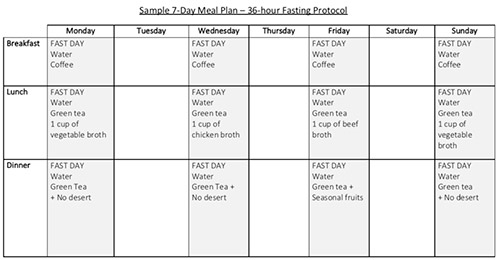 Sample 7-Day Meal Plan – 36-hour Fasting Protocol
Monday Tuesday Wednesday Thursday Friday Saturday Sunday
Breakfast
FAST DAY
Water
Coffee
FAST DAY
Water
Coffee
FAST DAY
Water
Coffee
FAST DAY
Water
Coffee
Lunch
FAST DAY
Water
Green tea
1 cup of
vegetable broth
FAST DAY
Water
Green tea
1 cup of
chicken broth
FAST DAY
Water
Green tea
1 cup of beef
broth
FAST DAY
Water
Green tea
1 cup of
vegetable
broth
Dinner
FAST DAY
Water
Green Tea
+ No desert
FAST DAY
Water
Green Tea +
No desert
FAST DAY
Water
Green tea +
Seasonal fruits
FAST DAY
Water
Green tea
+ No desert